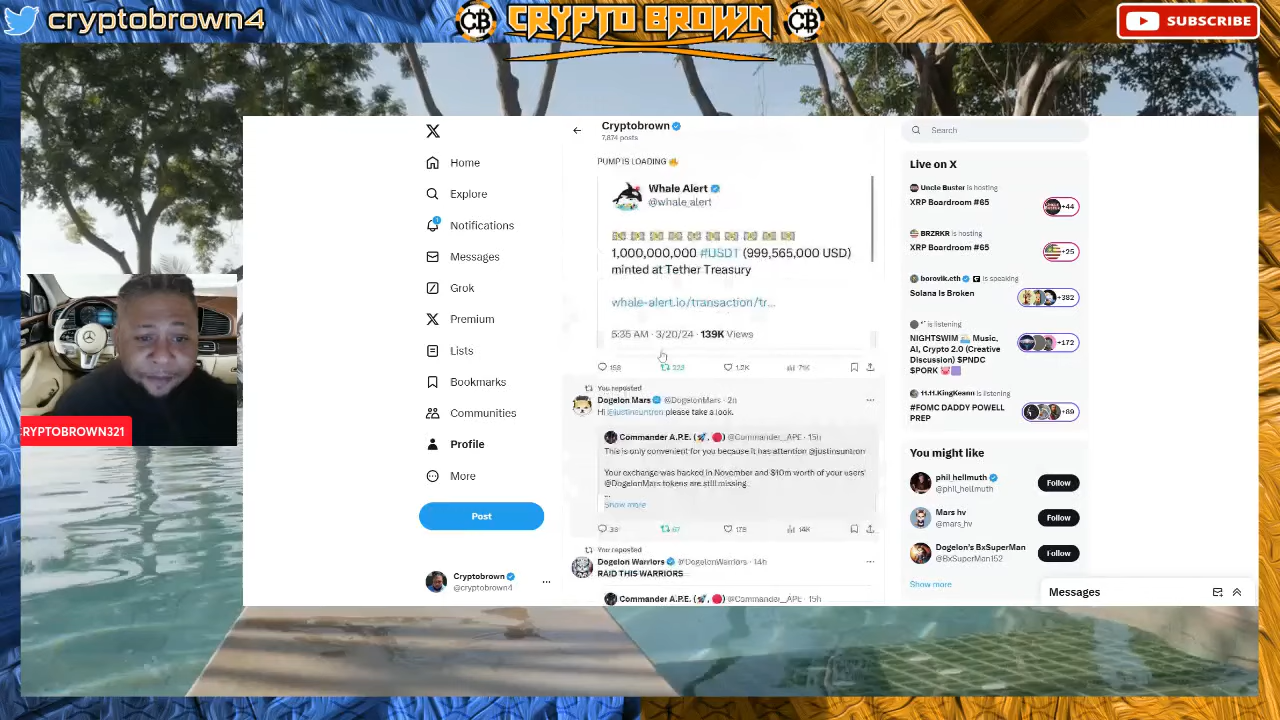 cryptobrown4
CB
CRYPTO BROWN
CB
SUBSCRIBE
Home
Explore
Notifications
Messages
Grok
Premium
Lists
Bookmarks
Communities
Profile
More
Post
Cryptobrown
@cryptobrown4
Cryptobrown
7,874 posts
PUMP IS LOADING
Whale Alert
@whale_alert
1,000,000,000 #USDT (999,565,000 USD)
minted at Tether Treasury
whale-alert.io/transaction/tr...
5:35 AM · 3/20/24 · 139K Views
158 223 1.2K 71K
You reposted
Dogelon Mars @DogelonMars · 2h
Hi @justinsuntron please take a look.
Commander A.P.E. (🚀, 🔴) @Commander_APE · 15h
This is only convenient for you because it has attention @justinsuntron
Your exchange was hacked in November and $10m worth of your users'
@DogelonMars tokens are still missing.
...
Show more
67 178 14K
You reposted
Dogelon Warriors @DogelonWarriors · 14h
RAID THIS WARRIORS
Commander A.P.E. (🚀, 🔴) @Commander_APE · 15h
Search
Live on X
Uncle Buster is hosting
XRP Boardroom #65
+44
BRZRKR is hosting
XRP Boardroom #65
+25
borovik.eth is speaking
Solana Is Broken
+382
is listening
NIGHTSWIM Music,
AI, Crypto 2.0 (Creative
Discussion) $PNDC
$PORK
+172
11.11.KingKeann is listening
#FOMC DADDY POWELL
PREP
+89
You might like
phil_hellmuth
@phil_hellmuth
Follow
Mars hv
@mars_hv
Follow
Dogelon's BxSuperMan
@BxSuperMan152
Follow
Show more
Messages
CRYPTOBROWN321